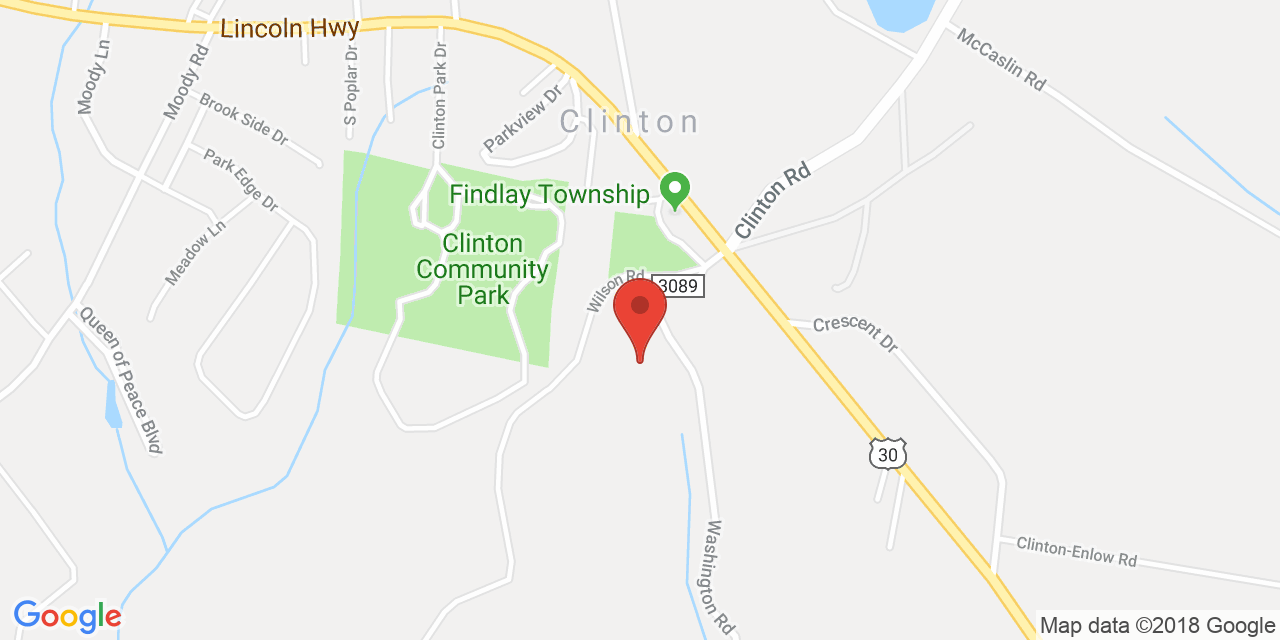 Lincoln Hwy
Moody Ln
Moody Rd
S Poplar Dr
Clinton Park Dr
Parkview Dr
McCaslin Rd
Brook Side Dr
Clinton
Park Edge Dr
Findlay Township
Clinton Rd
Meadow Ln
Clinton
Community
Park
Wilson Rd
3089
Queen of Peace Blvd
Crescent Dr
30
Washington Rd
Clinton-Enlow Rd
Google
Map data ©2018 Google